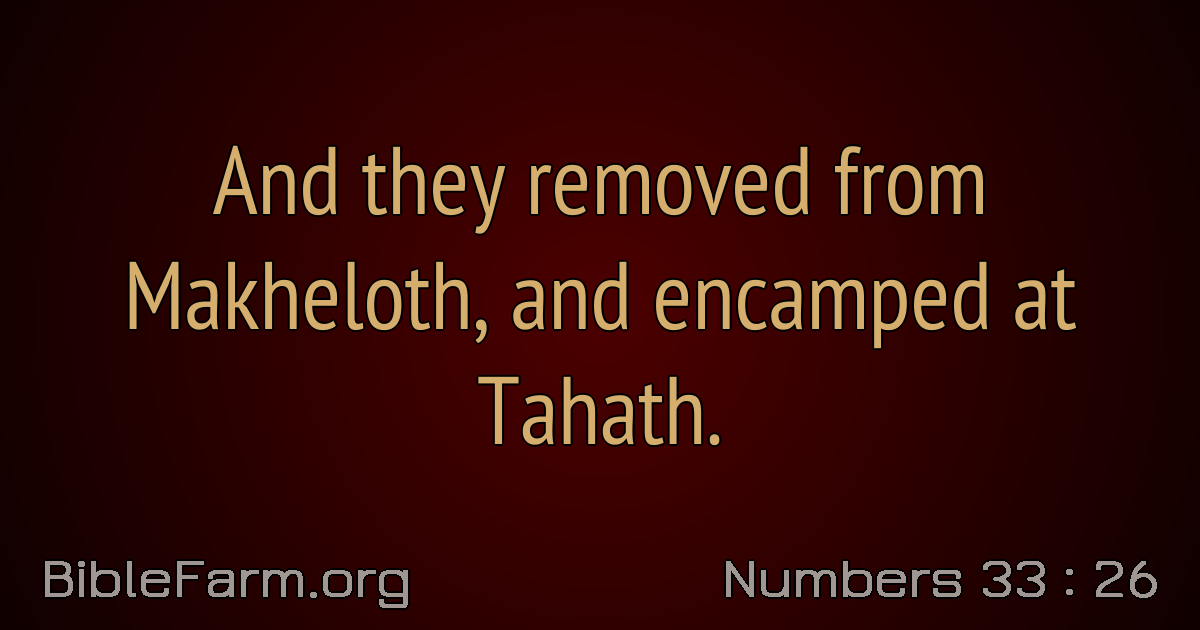 And they removed from
Makheloth, and encamped at
Tahath.
BibleFarm.org
Numbers 33 : 26